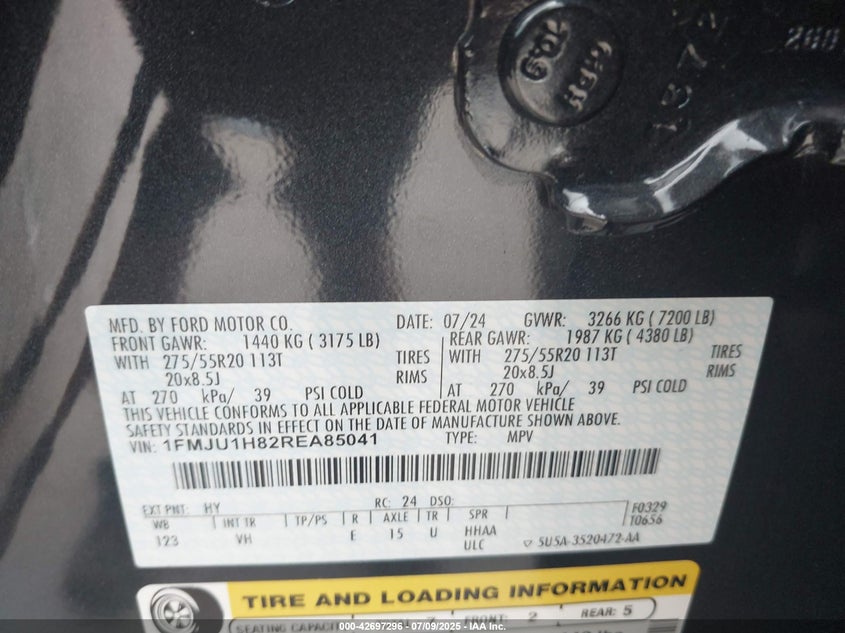 MFD. BY FORD MOTOR CO. DATE: 07/24 GVWR: 3266 KG ( 7200 LB)
FRONT GAWR: 1440 KG ( 3175 LB) REAR GAWR: 1987 KG ( 4380 LB)
WITH 275/55R20 113T TIRES WITH 275/55R20 113T TIRES
20x8.5J RIMS 20x8.5J RIMS
AT 270 kPa/ 39 PSI COLD AT 270 kPa/ 39 PSI COLD
THIS VEHICLE CONFORMS TO ALL APPLICABLE FEDERAL MOTOR VEHICLE
SAFETY STANDARDS IN EFFECT ON THE DATE OF MANUFACTURE SHOWN ABOVE.
VIN: 1FMJU1H82REA85041 TYPE: MPV
EXT PNT: HY RC: 24 DSO: F0329
WB INT TR TP/PS R AXLE TR SPR T0656
123 VH E 15 U HHAA
ULC 5U5A-3520472-AA
TIRE AND LOADING INFORMATION
SEATING CAPACITY 7 FRONT: 2 REAR: 5
000-42697296 | 07/09/2025 - IAA, Inc.